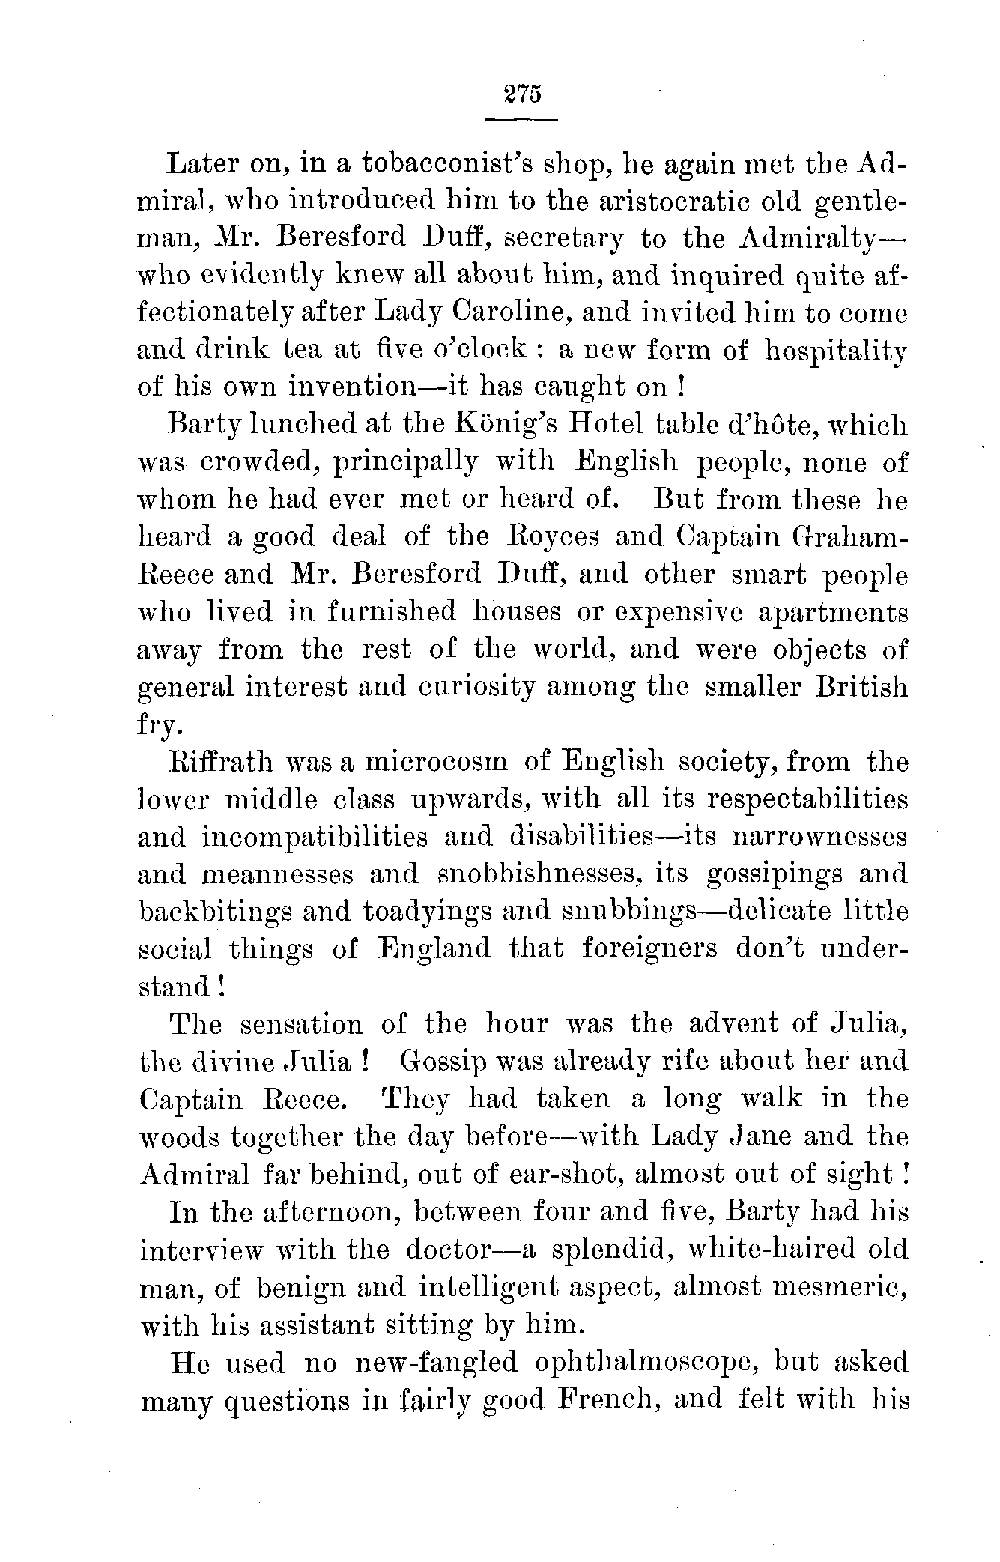 275
Later on, in a tobacconist's shop, he again met the Ad-
miral, who introduced him to the aristocratic old gentle-
man, Mr. Beresford Duff, secretary to the Admiralty—
who evidently knew all about him, and inquired quite af-
fectionately after Lady Caroline, and invited him to come
and drink tea at five o'clock : a new form of hospitality
of his own invention—it has caught on !
Barty lunched at the König's Hotel table d'hôte, which
was crowded, principally with English people, none of
whom he had ever met or heard of. But from these he
heard a good deal of the Royces and Captain Graham-
Reece and Mr. Beresford Duff, and other smart people
who lived in furnished houses or expensive apartments
away from the rest of the world, and were objects of
general interest and curiosity among the smaller British
fry.
Riffrath was a microcosm of English society, from the
lower middle class upwards, with all its respectabilities
and incompatibilities and disabilities—its narrownesses
and meannesses and snobbishnesses, its gossipings and
backbitings and toadyings and snubbings—delicate little
social things of England that foreigners don't under-
stand !
The sensation of the hour was the advent of Julia,
the divine Julia ! Gossip was already rife about her and
Captain Reece. They had taken a long walk in the
woods together the day before—with Lady Jane and the
Admiral far behind, out of ear-shot, almost out of sight !
In the afternoon, between four and five, Barty had his
interview with the doctor—a splendid, white-haired old
man, of benign and intelligent aspect, almost mesmeric,
with his assistant sitting by him.
He used no new-fangled ophthalmoscope, but asked
many questions in fairly good French, and felt with his